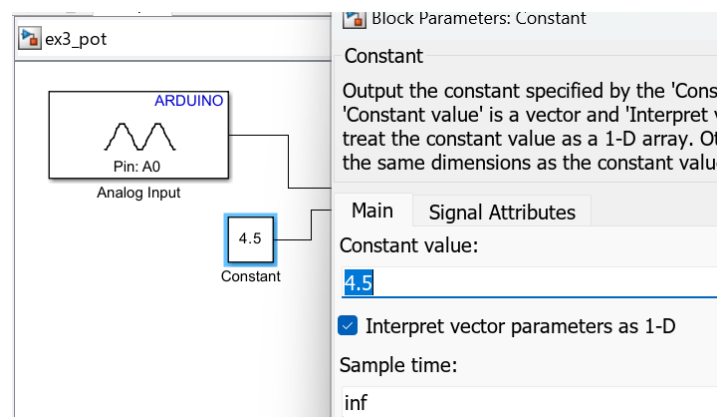 ex3_pot
ARDUINO
Pin: A0
Analog Input
4.5
Constant
Block Parameters: Constant
Constant
Output the constant specified by the 'Cons
'Constant value' is a vector and 'Interpret
treat the constant value as a 1-D array.
the same dimensions as the constant valu
Main Signal Attributes
Constant value:
4.5
Interpret vector parameters as 1-D
Sample time:
inf